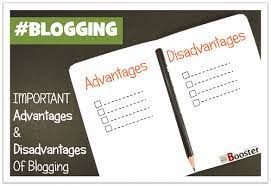 #BLOGGING
IMPORTANT
Advantages
&
Disadvantages
Of Blogging
Advantages
Disadvantages
Booster